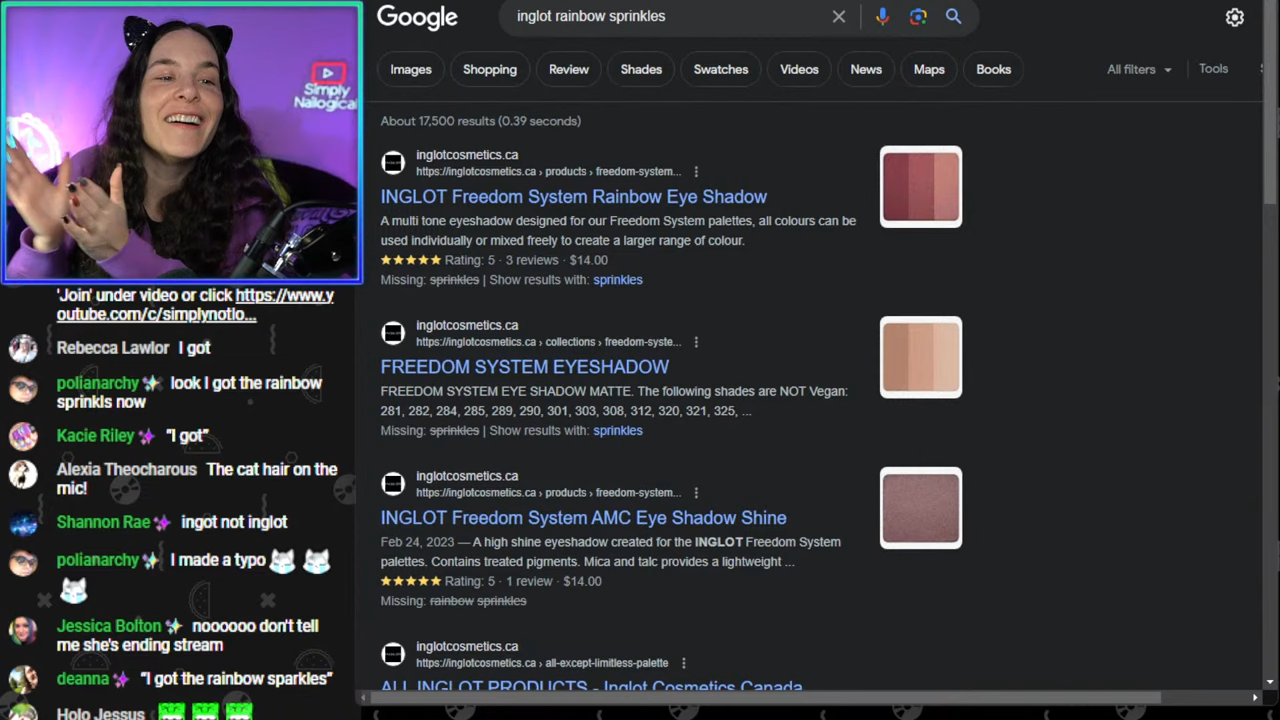 Google
inglot rainbow sprinkles
Images
Shopping
Review
Shades
Swatches
Videos
News
Maps
Books
All filters
Tools
About 17,500 results (0.39 seconds)
inglotcosmetics.ca
https://inglotcosmetics.ca › products › freedom-system...
INGLOT Freedom System Rainbow Eye Shadow
A multi tone eyeshadow designed for our Freedom System palettes, all colours can be
used individually or mixed freely to create a larger range of colour.
Rating: 5 · 3 reviews · $14.00
Missing: sprinkles | Show results with: sprinkles
inglotcosmetics.ca
https://inglotcosmetics.ca › collections › freedom-syste...
FREEDOM SYSTEM EYESHADOW
FREEDOM SYSTEM EYE SHADOW MATTE. The following shades are NOT Vegan:
281, 282, 284, 285, 289, 290, 301, 303, 308, 312, 320, 321, 325, ...
Missing: sprinkles | Show results with: sprinkles
inglotcosmetics.ca
https://inglotcosmetics.ca › products › freedom-system...
INGLOT Freedom System AMC Eye Shadow Shine
Feb 24, 2023 — A high shine eyeshadow created for the INGLOT Freedom System
palettes. Contains treated pigments. Mica and talc provides a lightweight ...
Rating: 5 · 1 review · $14.00
Missing: rainbow sprinkles
inglotcosmetics.ca
https://inglotcosmetics.ca › all-except-limitless-palette
ALL INGLOT PRODUCTS - Inglot Cosmetics Canada
Simply
Nailogical
'Join' under video or click https://www.y
outube.com/c/simplynotlo...
Rebecca Lawlor I got
polianarchy look I got the rainbow
sprinkls now
Kacie Riley "I got"
Alexia Theocharous The cat hair on the
mic!
Shannon Rae ingot not inglot
polianarchy I made a typo
Jessica Bolton noooooo don't tell
me she's ending stream
deanna "I got the rainbow sparkles"
Holo Jessus